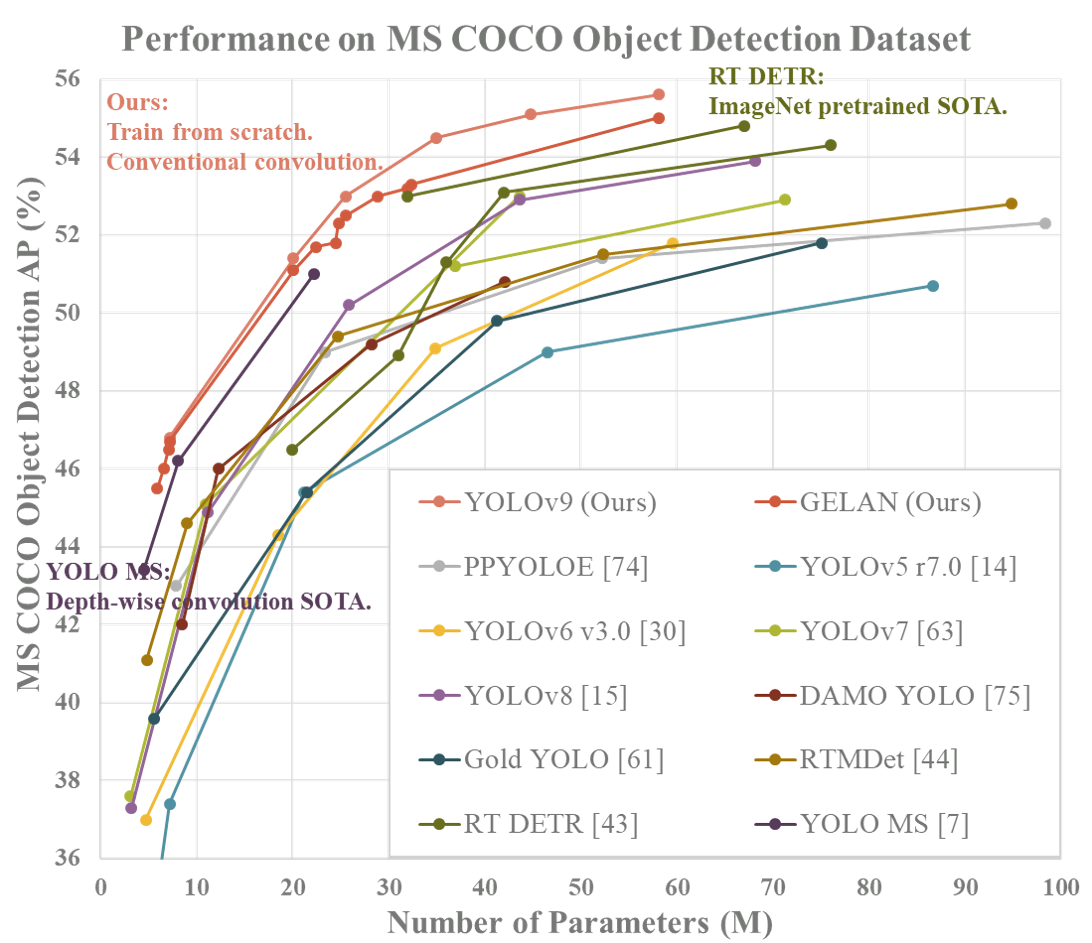 Performance on MS COCO Object Detection Dataset
MS COCO Object Detection AP (%)
56
54
52
50
48
46
44
42
40
38
36
Ours:
Train from scratch.
Conventional convolution.
RT DETR:
ImageNet pretrained SOTA.
YOLO MS:
Depth-wise convolution SOTA.
YOLOv9 (Ours)
GELAN (Ours)
PPYOLOE [74]
YOLOv5 r7.0 [14]
YOLOv6 v3.0 [30]
YOLOv7 [63]
YOLOv8 [15]
DAMO YOLO [75]
Gold YOLO [61]
RTMDet [44]
RT DETR [43]
YOLO MS [7]
0 10 20 30 40 50 60 70 80 90 100
Number of Parameters (M)